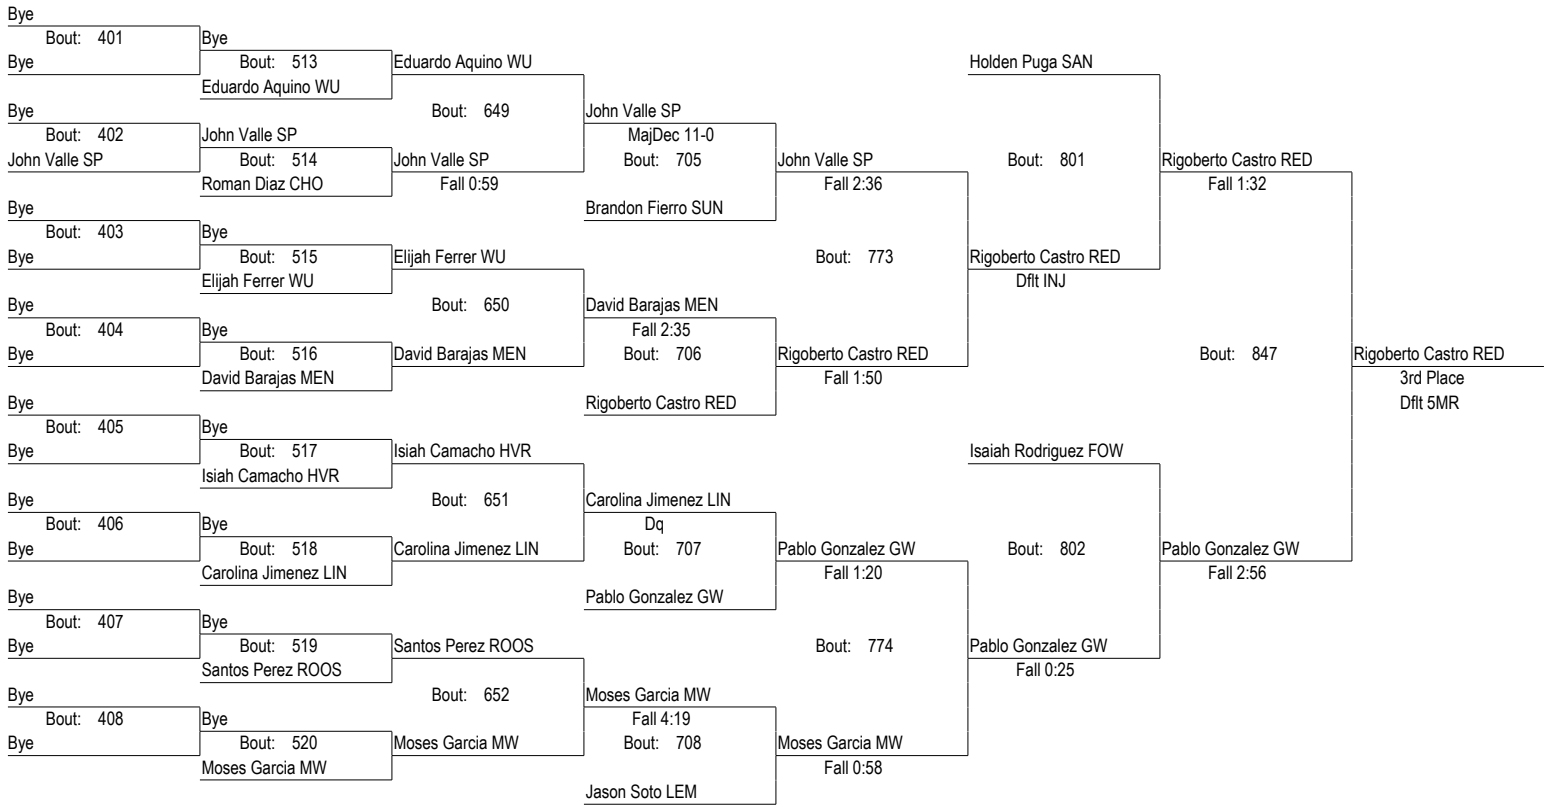 Bye
Bout: 401
Bye
Bye
Bout: 402
John Valle SP
Bye
Bout: 403
Bye
Bye
Bout: 404
Bye
Bye
Bout: 405
Bye
Bye
Bout: 406
Bye
Bye
Bout: 407
Bye
Bye
Bout: 408
Bye
Bye
Bout: 513
Eduardo Aquino WU
John Valle SP
Bout: 514
Roman Diaz CHO
Bye
Bout: 515
Elijah Ferrer WU
Bye
Bout: 516
David Barajas MEN
Bye
Bout: 517
Isiah Camacho HVR
Bye
Bout: 518
Carolina Jimenez LIN
Bye
Bout: 519
Santos Perez ROOS
Bye
Bout: 520
Moses Garcia MW
Eduardo Aquino WU
Bout: 649
John Valle SP
Fall 0:59
Elijah Ferrer WU
Bout: 650
David Barajas MEN
Isiah Camacho HVR
Bout: 651
Carolina Jimenez LIN
Santos Perez ROOS
Bout: 652
Moses Garcia MW
John Valle SP
MajDec 11-0
Bout: 705
Brandon Fierro SUN
David Barajas MEN
Fall 2:35
Bout: 706
Rigoberto Castro RED
Carolina Jimenez LIN
Dq
Bout: 707
Pablo Gonzalez GW
Moses Garcia MW
Fall 4:19
Bout: 708
Jason Soto LEM
John Valle SP
Fall 2:36
Bout: 773
Rigoberto Castro RED
Fall 1:50
Pablo Gonzalez GW
Fall 1:20
Bout: 774
Moses Garcia MW
Fall 0:58
Holden Puga SAN
Bout: 801
Rigoberto Castro RED
Dflt INJ
Isaiah Rodriguez FOW
Bout: 802
Pablo Gonzalez GW
Fall 0:25
Rigoberto Castro RED
Fall 1:32
Bout: 847
Pablo Gonzalez GW
Fall 2:56
Rigoberto Castro RED
3rd Place
Dflt 5MR